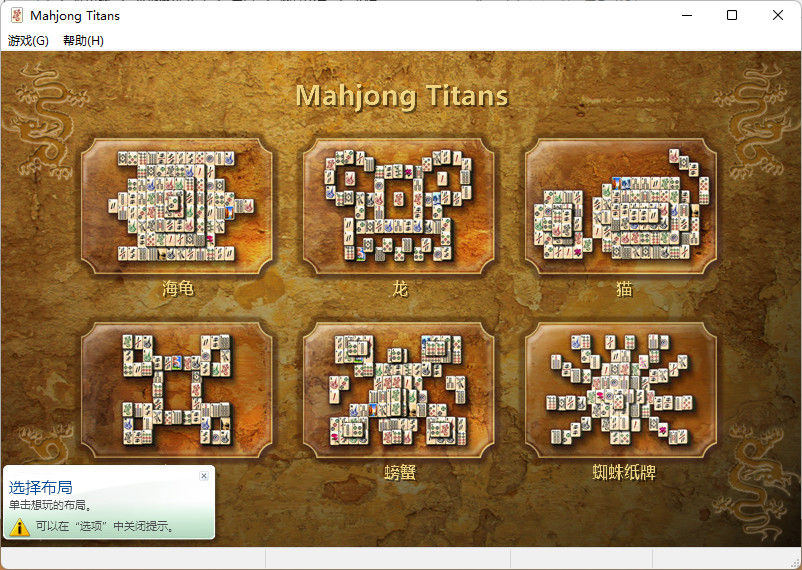 Mahjong Titans
游戏(G) 帮助(H)
Mahjong Titans
海龟 龙 猫
螃蟹 蜘蛛纸牌
选择布局
单击想玩的布局。
可以在“选项”中关闭提示。